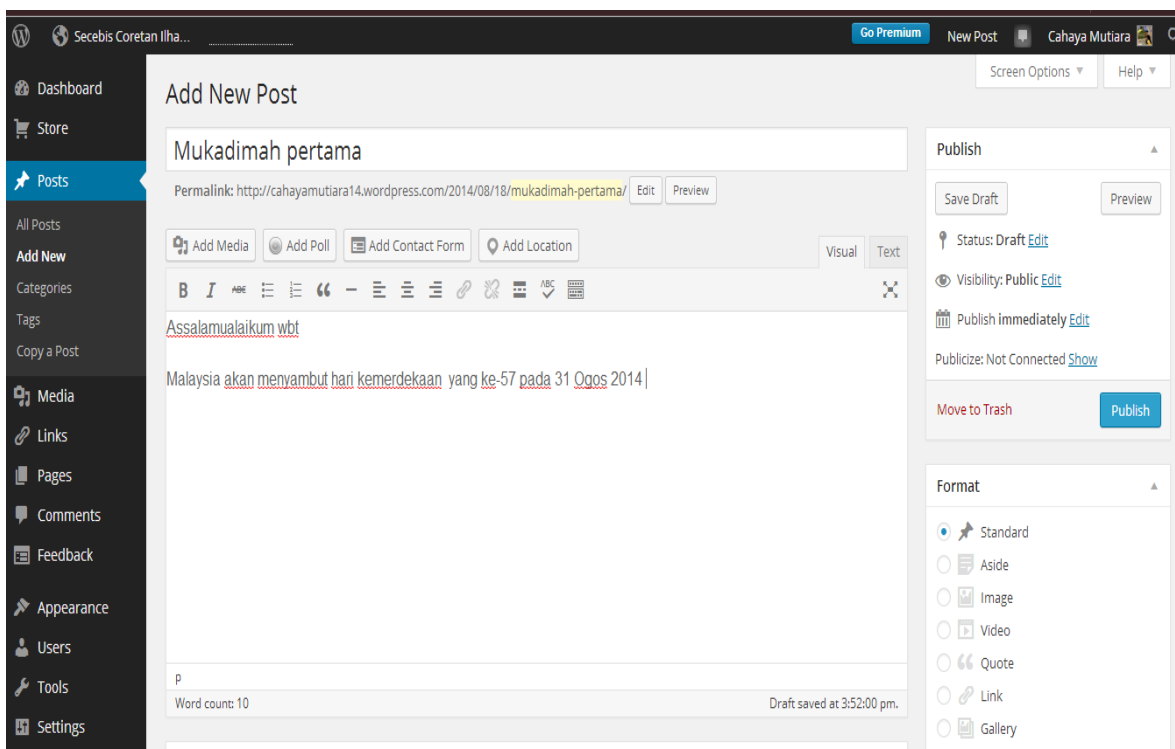 Secebis Coretan Ilha...
Go Premium
New Post
Cahaya Mutiara
Screen Options
Help
Dashboard
Store
Posts
All Posts
Add New
Categories
Tags
Copy a Post
Media
Links
Pages
Comments
Feedback
Appearance
Users
Tools
Settings
Add New Post
Mukadimah pertama
Permalink: http://cahayamutiara14.wordpress.com/2014/08/18/mukadimah-pertama/ Edit Preview
Add Media Add Poll Add Contact Form Add Location
Visual Text
B I ABC ABC
Assalamualaikum wbt
Malaysia akan menyambut hari kemerdekaan yang ke-57 pada 31 Ogos 2014
p
Word count: 10
Draft saved at 3:52:00 pm.
Publish
Save Draft Preview
Status: Draft Edit
Visibility: Public Edit
Publish immediately Edit
Publicize: Not Connected Show
Move to Trash Publish
Format
Standard
Aside
Image
Video
Quote
Link
Gallery